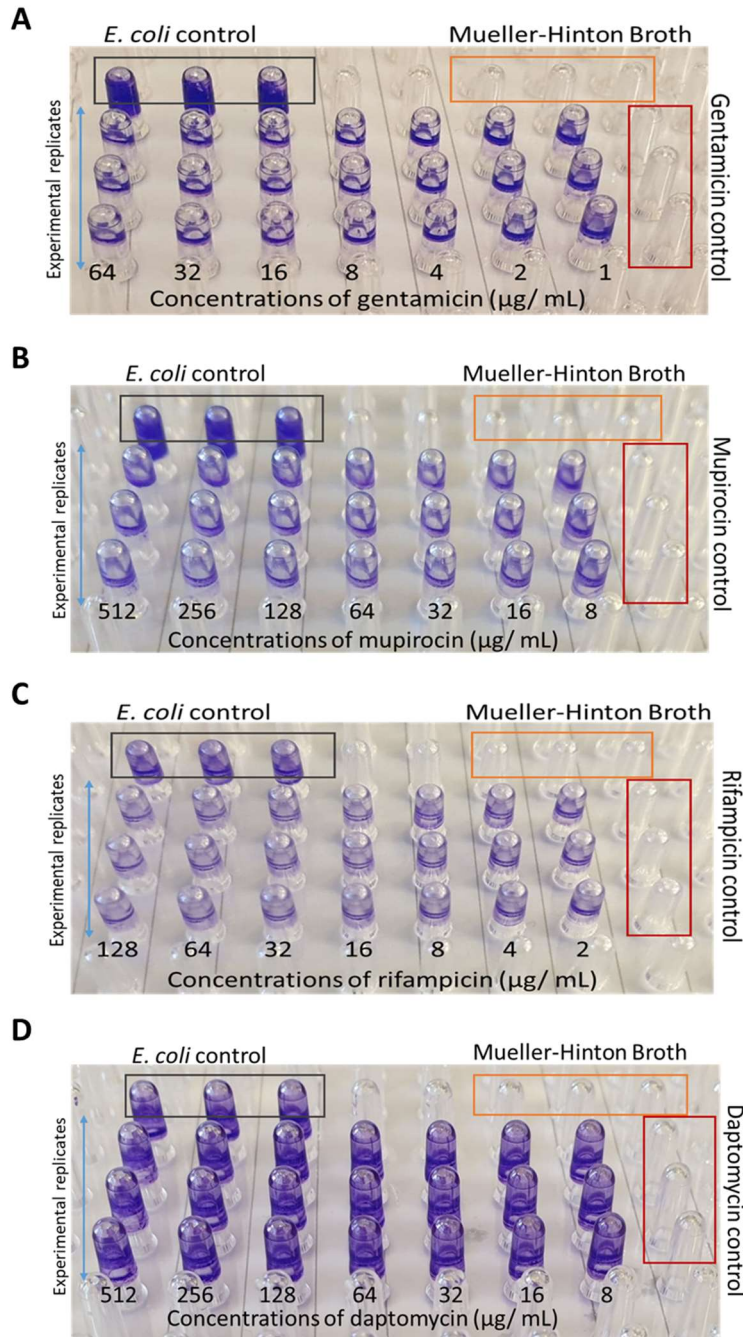 A
E. coli control
Mueller-Hinton Broth
Experimental replicates
Gentamicin control
64 32 16 8 4 2 1
Concentrations of gentamicin (µg/ mL)
B
E. coli control
Mueller-Hinton Broth
Experimental replicates
Mupirocin control
512 256 128 64 32 16 8
Concentrations of mupirocin (µg/ mL)
C
E. coli control
Mueller-Hinton Broth
Experimental replicates
Rifampicin control
128 64 32 16 8 4 2
Concentrations of rifampicin (µg/ mL)
D
E. coli control
Mueller-Hinton Broth
Experimental replicates
Daptomycin control
512 256 128 64 32 16 8
Concentrations of daptomycin (µg/ mL)